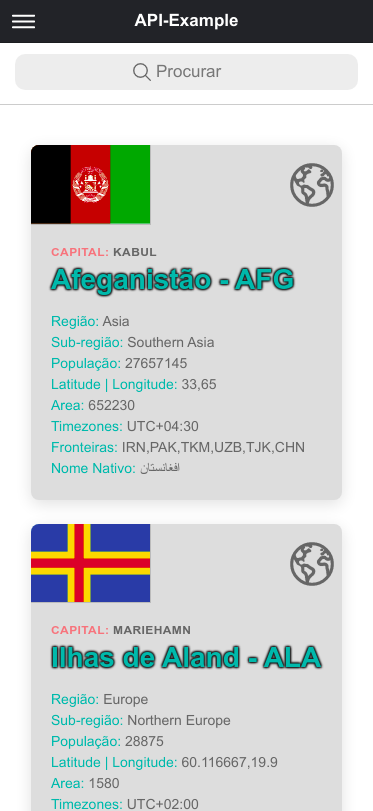 API-Example
Procurar
CAPITAL: KABUL
Afeganistão - AFG
Região: Asia
Sub-região: Southern Asia
População: 27657145
Latitude | Longitude: 33,65
Area: 652230
Timezones: UTC+04:30
Fronteiras: IRN,PAK,TKM,UZB,TJK,CHN
Nome Nativo: افغانستان
CAPITAL: MARIEHAMN
Ilhas de Aland - ALA
Região: Europe
Sub-região: Northern Europe
População: 28875
Latitude | Longitude: 60.116667,19.9
Area: 1580
Timezones: UTC+02:00